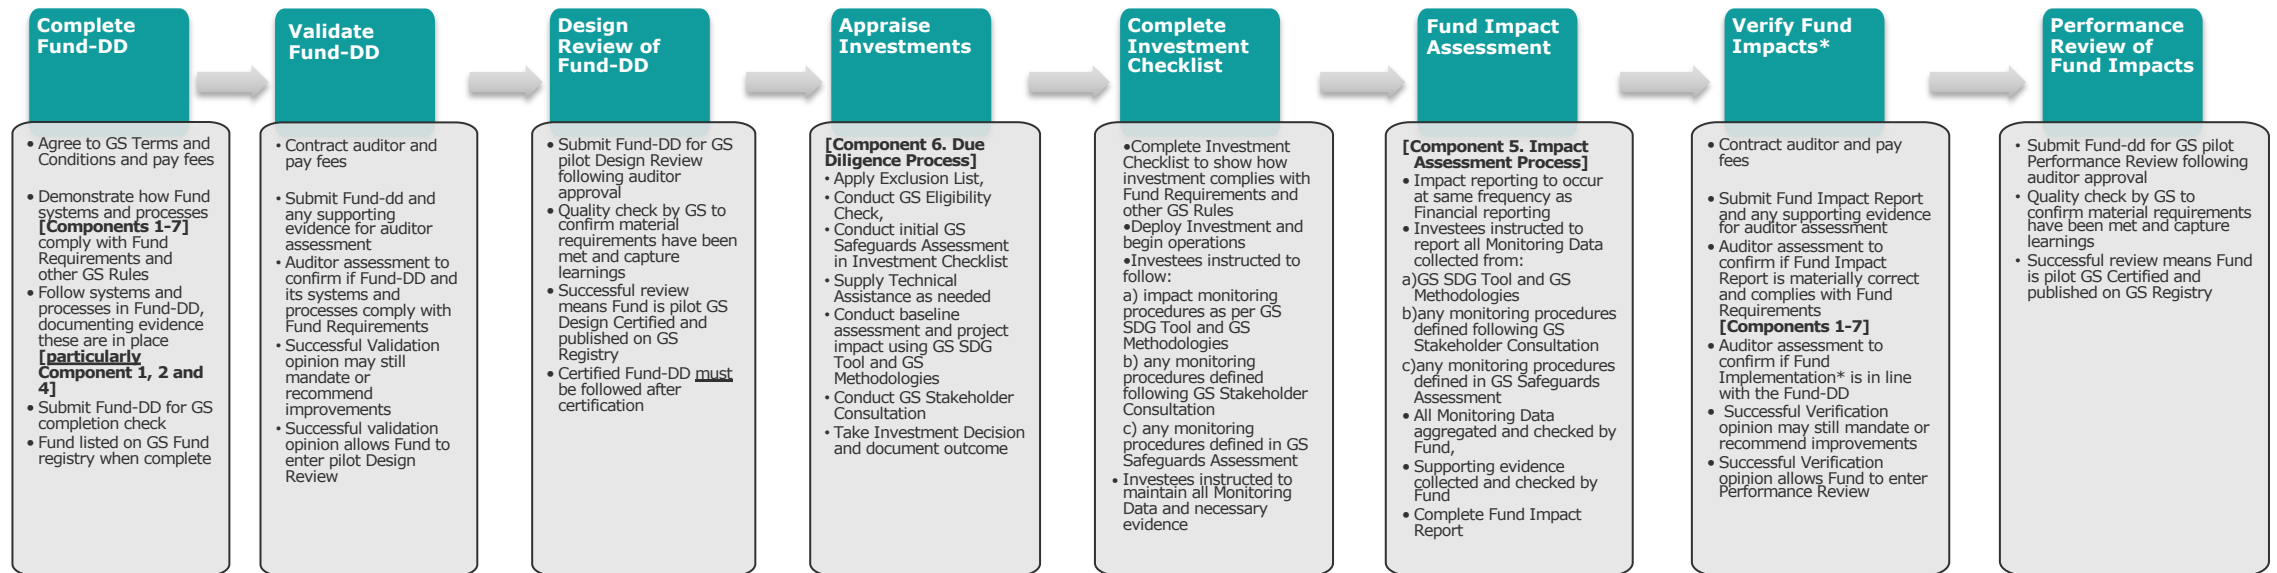 Complete
Fund-DD
Validate
Fund-DD
Design
Review of
Fund-DD
Appraise
Investments
Complete
Investment
Checklist
Fund Impact
Assessment
Verify Fund
Impacts*
Performance
Review of
Fund Impacts
• Agree to GS Terms and
Conditions and pay fees
• Demonstrate how Fund
systems and processes
[Components 1-7]
comply with Fund
Requirements and
other GS Rules
• Follow systems and
processes in Fund-DD,
documenting evidence
these are in place
[particularly
Component 1, 2 and
4]
• Submit Fund-DD for GS
completion check
• Fund listed on GS Fund
registry when complete
• Contract auditor and
pay fees
• Submit Fund-dd and
any supporting
evidence for auditor
assessment
• Auditor assessment to
confirm if Fund-DD and
its systems and
processes comply with
Fund Requirements
• Successful Validation
opinion may still
mandate or
recommend
improvements
• Successful validation
opinion allows Fund to
enter pilot Design
Review
• Submit Fund-DD for GS
pilot Design Review
following auditor
approval
• Quality check by GS to
confirm material
requirements have been
met and capture
learnings
• Successful review
means Fund is pilot GS
Design Certified and
published on GS
Registry
• Certified Fund-DD must
be followed after
certification
[Component 6. Due
Diligence Process]
• Apply Exclusion List,
• Conduct GS Eligibility
Check,
• Conduct initial GS
Safeguards Assessment
in Investment Checklist
• Supply Technical
Assistance as needed
• Conduct baseline
assessment and project
impact using GS SDG
Tool and GS
Methodologies
• Conduct GS Stakeholder
Consultation
• Take Investment Decision
and document outcome
•Complete Investment
Checklist to show how
investment complies with
Fund Requirements and
other GS Rules
•Deploy Investment and
begin operations
•Investees instructed to
follow:
a) impact monitoring
procedures as per GS
SDG Tool and GS
Methodologies
b) any monitoring
procedures defined
following GS Stakeholder
Consultation
c) any monitoring
procedures defined in GS
Safeguards Assessment
• Investees instructed to
maintain all Monitoring
Data and necessary
evidence
[Component 5. Impact
Assessment Process]
• Impact reporting to occur
at same frequency as
Financial reporting
• Investees instructed to
report all Monitoring Data
collected from:
a)GS SDG Tool and GS
Methodologies
b)any monitoring procedures
defined following GS
Stakeholder Consultation
c)any monitoring procedures
defined in GS Safeguards
Assessment
• All Monitoring Data
aggregated and checked by
Fund,
• Supporting evidence
collected and checked by
Fund
• Complete Fund Impact
Report
• Contract auditor and pay
fees
• Submit Fund Impact Report
and any supporting evidence
for auditor assessment
• Auditor assessment to
confirm if Fund Impact
Report is materially correct
and complies with Fund
Requirements
[Components 1-7]
• Auditor assessment to
confirm if Fund
Implementation* is in line
with the Fund-DD
• Successful Verification
opinion may still mandate or
recommend improvements
• Successful Verification
opinion allows Fund to enter
Performance Review
• Submit Fund-dd for GS pilot
Performance Review following
auditor approval
• Quality check by GS to
confirm material requirements
have been met and capture
learnings
• Successful review means Fund
is pilot GS Certified and
published on GS Registry